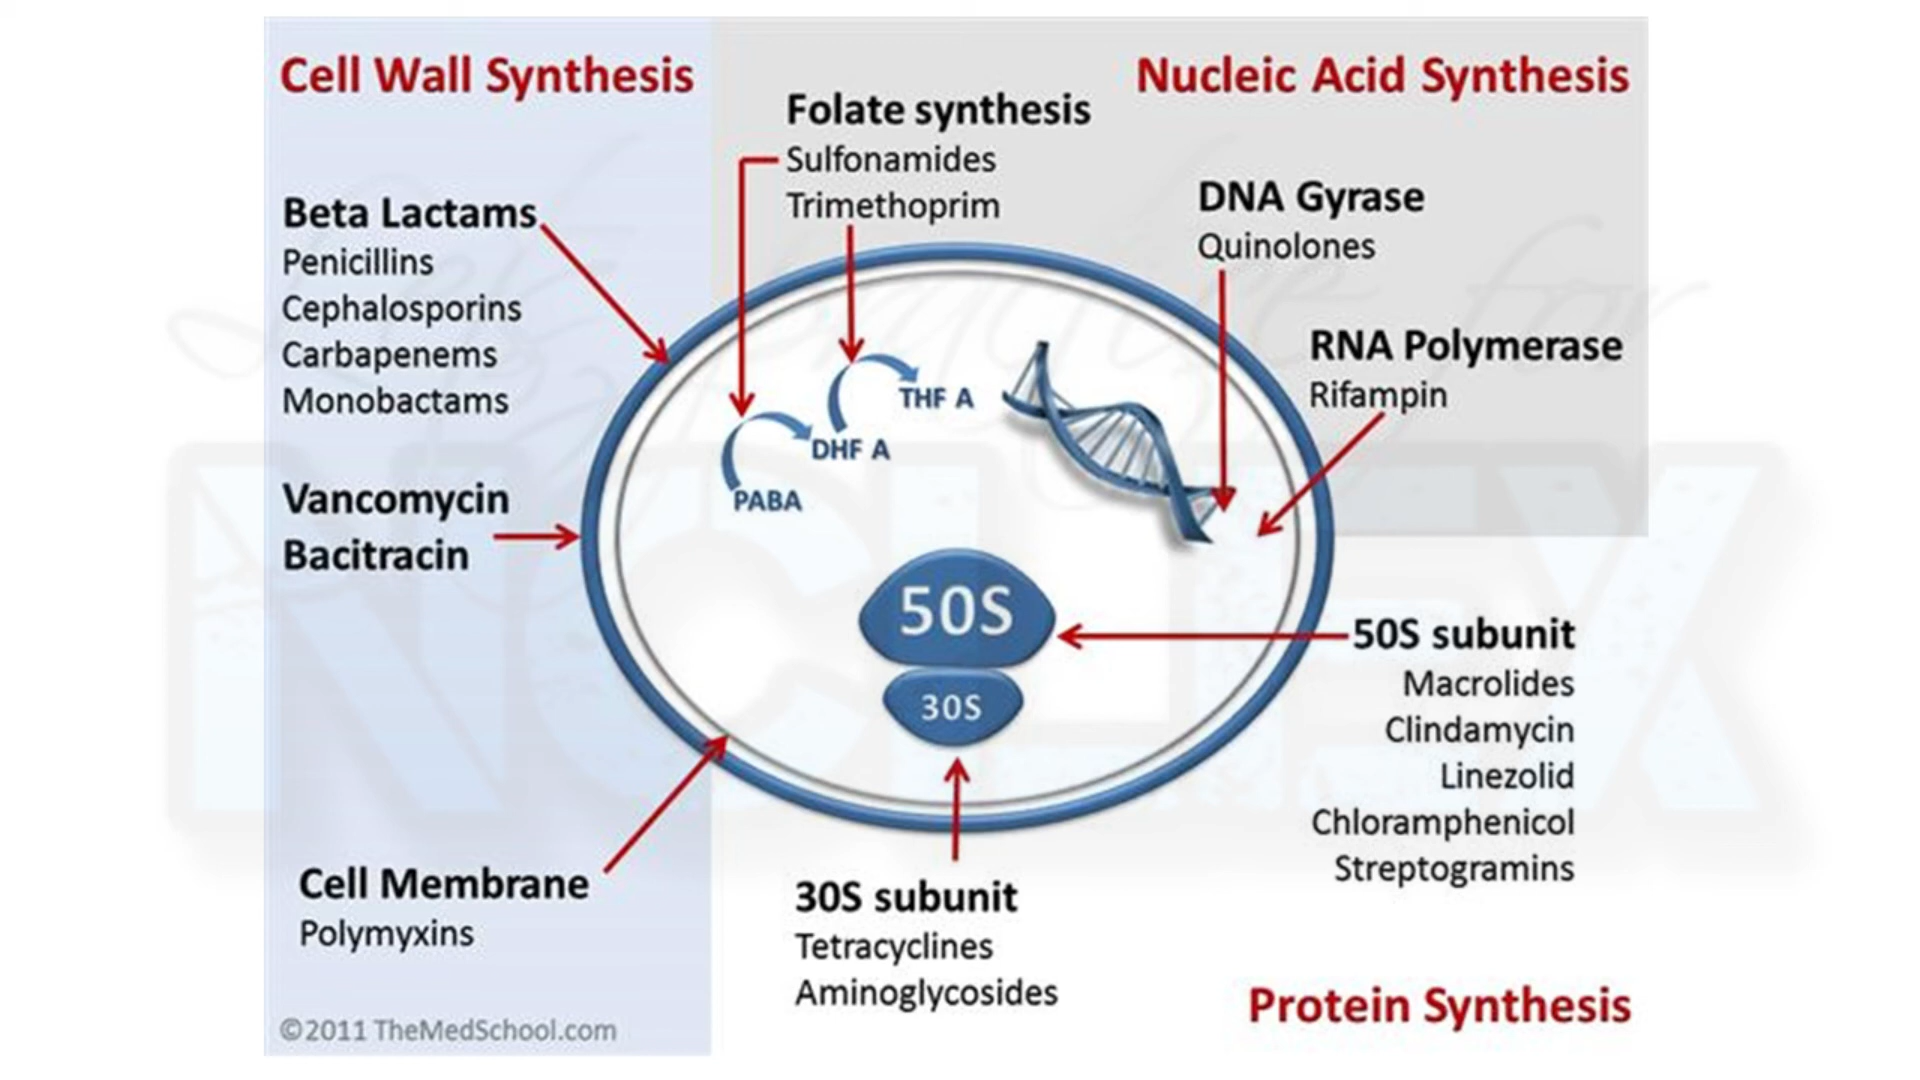 Cell Wall Synthesis
Beta Lactams
Penicillins
Cephalosporins
Carbapenems
Monobactams
Vancomycin
Bacitracin
Cell Membrane
Polymyxins
©2011 TheMedSchool.com
Nucleic Acid Synthesis
Folate synthesis
Sulfonamides
Trimethoprim
DNA Gyrase
Quinolones
RNA Polymerase
Rifampin
THF A
DHF A
PABA
50S
30S
50S subunit
Macrolides
Clindamycin
Linezolid
Chloramphenicol
Streptogramins
30S subunit
Tetracyclines
Aminoglycosides
Protein Synthesis
NCLEX